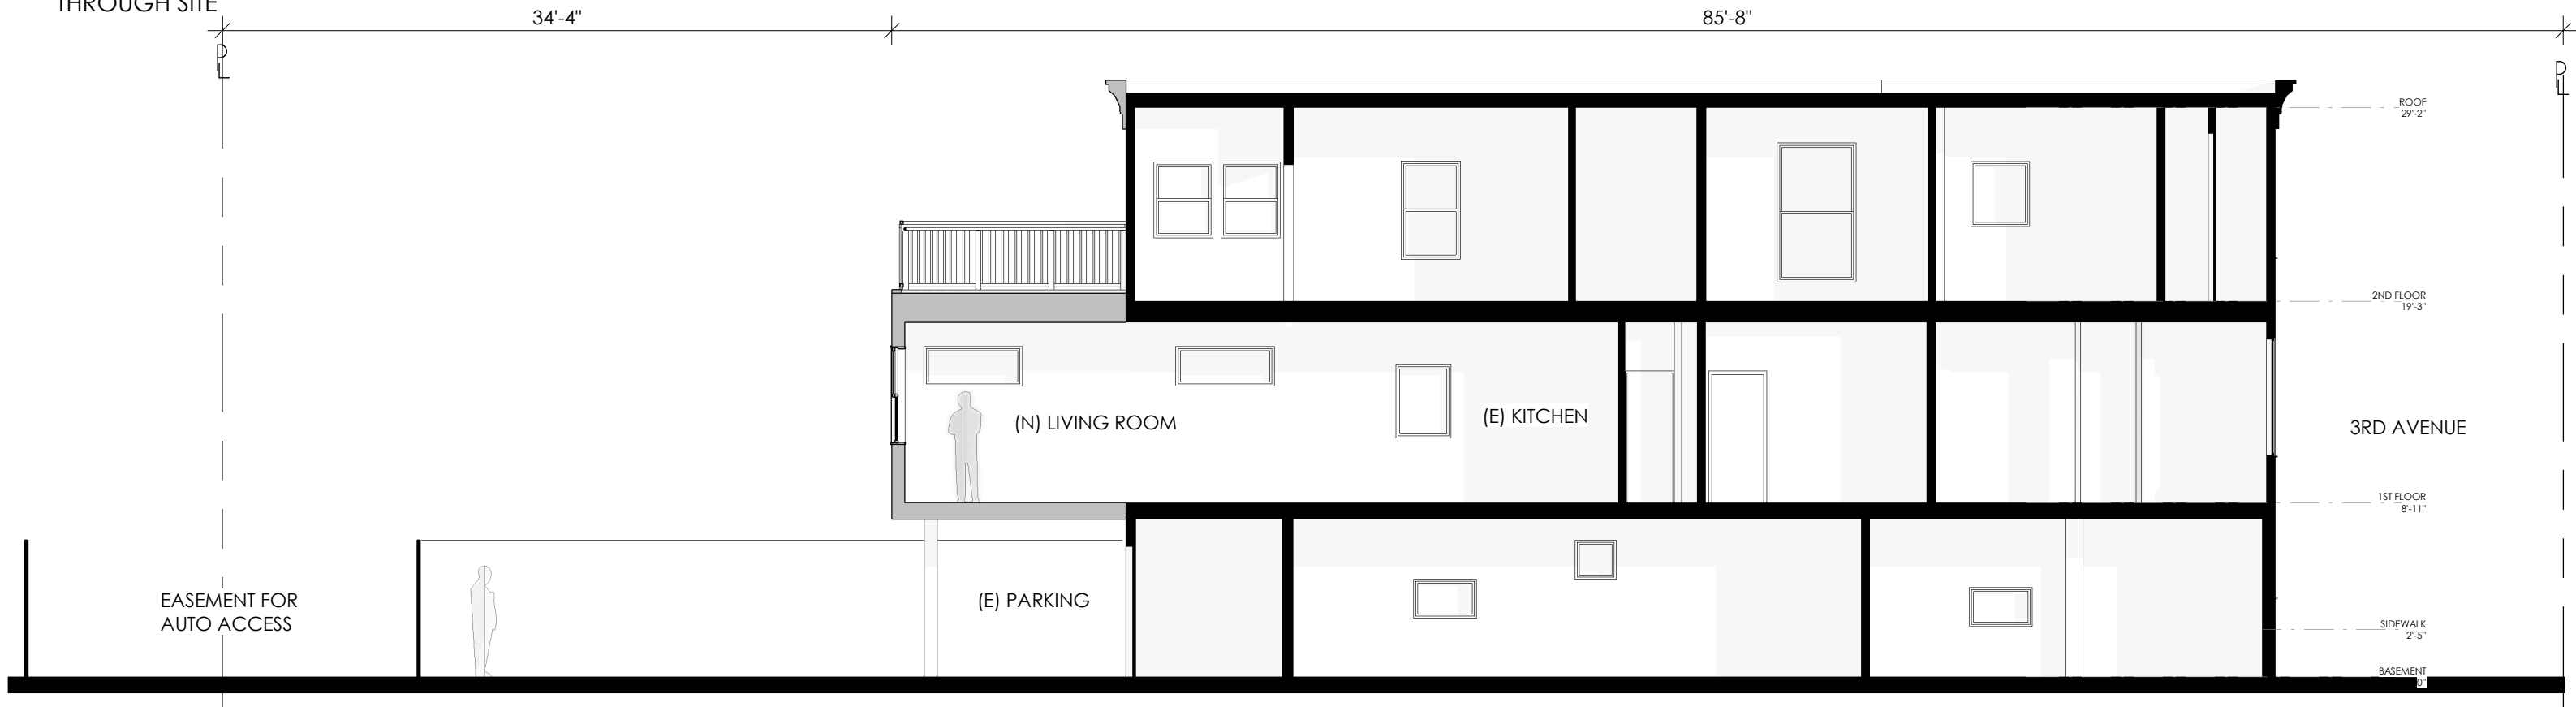 THROUGH SITE
34'-4"
85'-8"
PL
PL
ROOF
29'-2"
2ND FLOOR
19'-3"
(N) LIVING ROOM
(E) KITCHEN
3RD AVENUE
1ST FLOOR
8'-11"
EASEMENT FOR
AUTO ACCESS
(E) PARKING
SIDEWALK
2'-5"
BASEMENT
0"